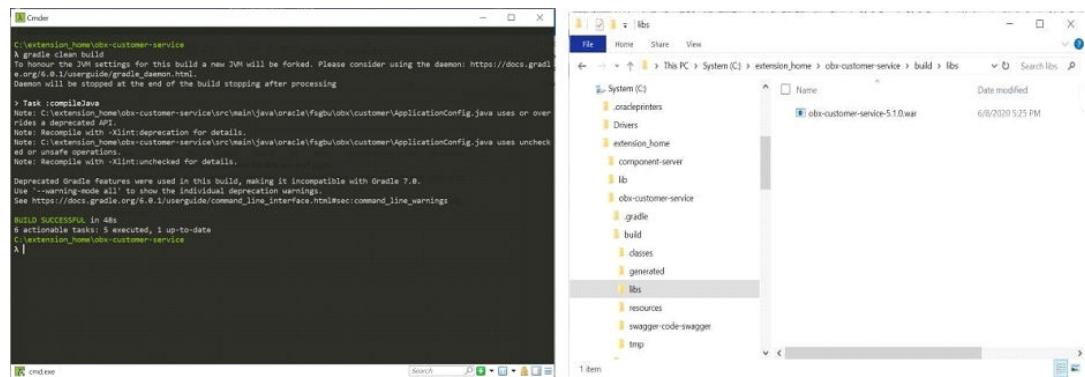 Cmder
C:\extension_home\obx-customer-service
λ gradle clean build
To honour the JVM settings for this build a new JVM will be forked. Please consider using the daemon: https://docs.gradl
e.org/6.0.1/userguide/gradle_daemon.html.
Daemon will be stopped at the end of the build stopping after processing
> Task :compileJava
Note: C:\extension_home\obx-customer-service\src\main\java\oracle\fsgbu\obx\customer\ApplicationConfig.java uses or over
rides a deprecated API.
Note: Recompile with -Xlint:deprecation for details.
Note: C:\extension_home\obx-customer-service\src\main\java\oracle\fsgbu\obx\customer\ApplicationConfig.java uses uncheck
ed or unsafe operations.
Note: Recompile with -Xlint:unchecked for details.
Deprecated Gradle features were used in this build, making it incompatible with Gradle 7.0.
Use '--warning-mode all' to show the individual deprecation warnings.
See https://docs.gradle.org/6.0.1/userguide/command_line_interface.html#sec:command_line_warnings
BUILD SUCCESSFUL in 48s
6 actionable tasks: 5 executed, 1 up-to-date
C:\extension_home\obx-customer-service
λ
cmd.exe
Search
libs
File Home Share View
This PC > System (C:) > extension_home > obx-customer-service > build > libs
Search libs
System (C:)
.oracleprinters
Drivers
extension_home
component-server
lib
obx-customer-service
.gradle
build
classes
generated
libs
resources
swagger-code-swagger
tmp
Name Date modified
obx-customer-service-5.1.0.war 6/8/2020 5:25 PM
1 item